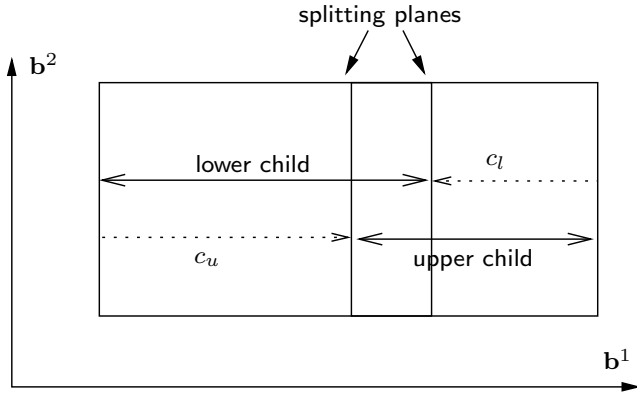 splitting planes
b²
lower child
c_l
c_u
upper child
b¹